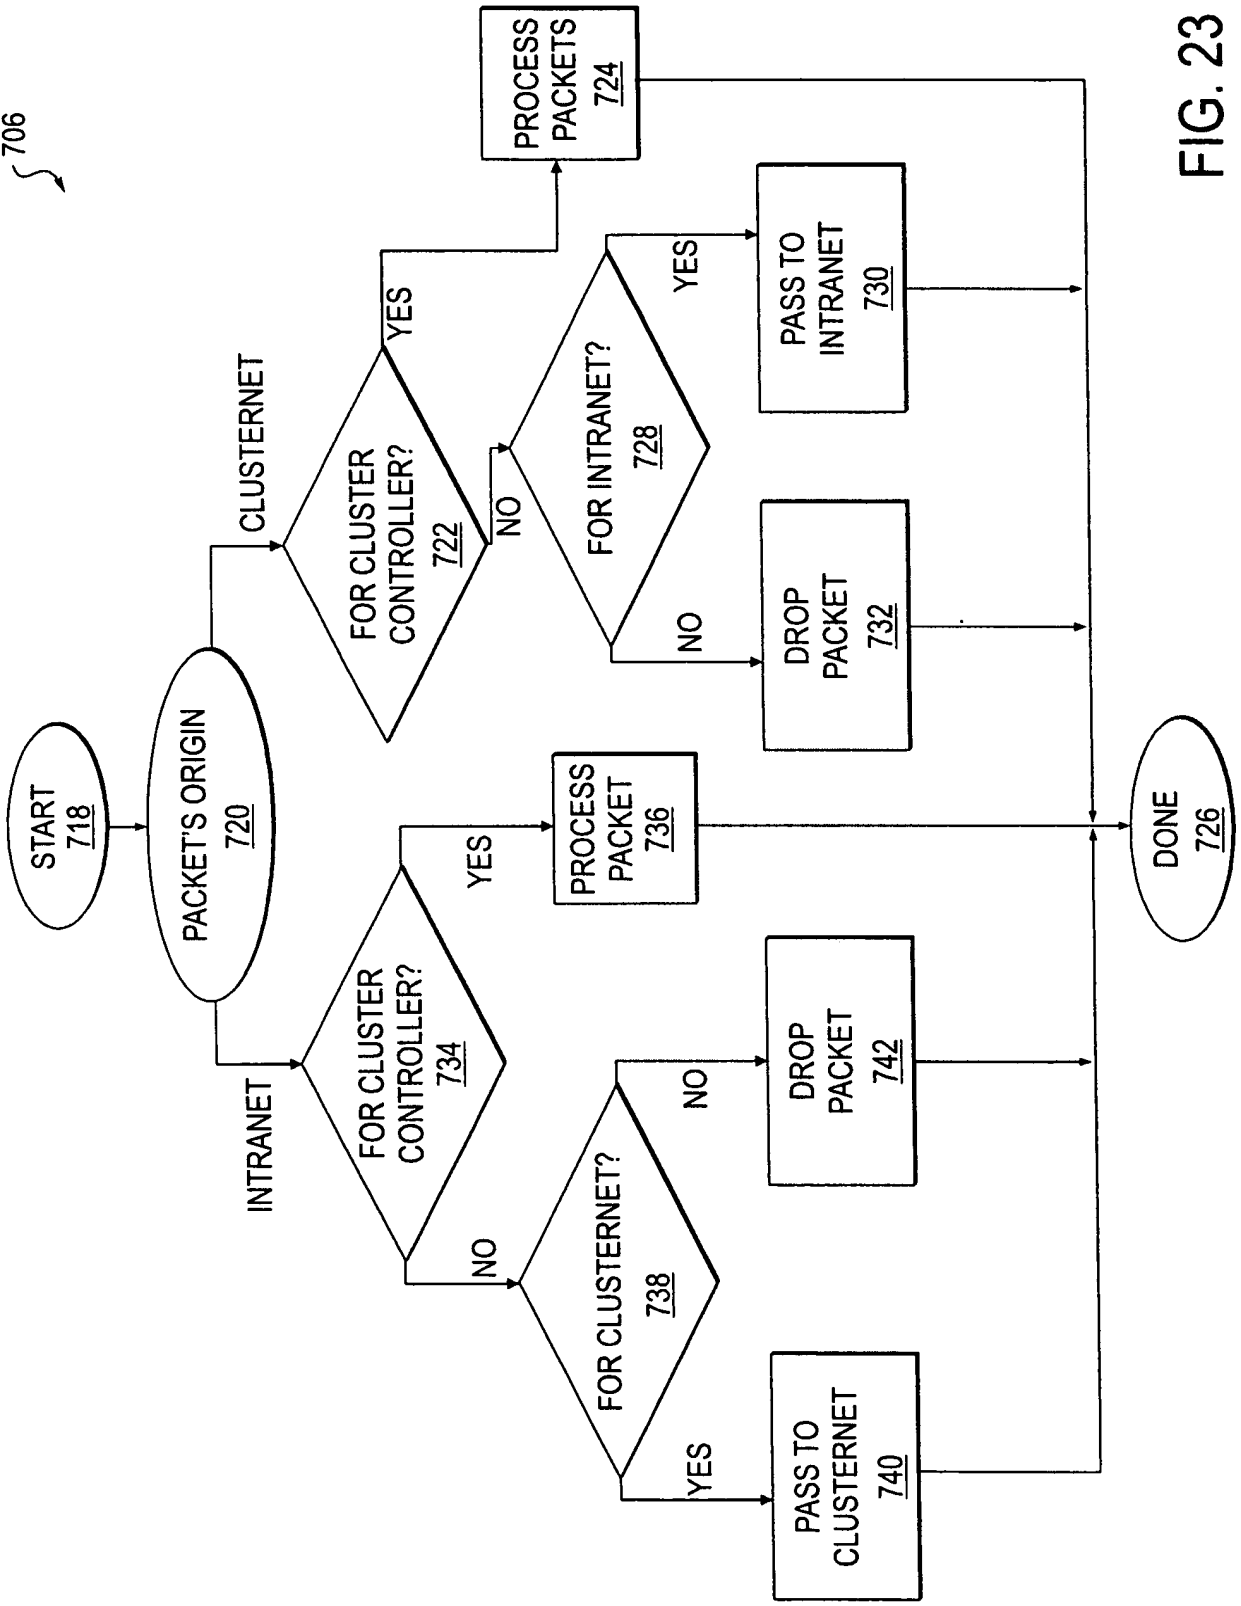 706
START
718
PACKET'S ORIGIN
720
INTRANET
CLUSTERNET
FOR CLUSTER
CONTROLLER?
734
FOR CLUSTER
CONTROLLER?
722
NO
YES
NO
YES
FOR CLUSTERNET?
738
PROCESS
PACKET
736
FOR INTRANET?
728
PROCESS
PACKETS
724
YES
NO
NO
YES
PASS TO
CLUSTERNET
740
DROP
PACKET
742
DROP
PACKET
732
PASS TO
INTRANET
730
DONE
726
FIG. 23